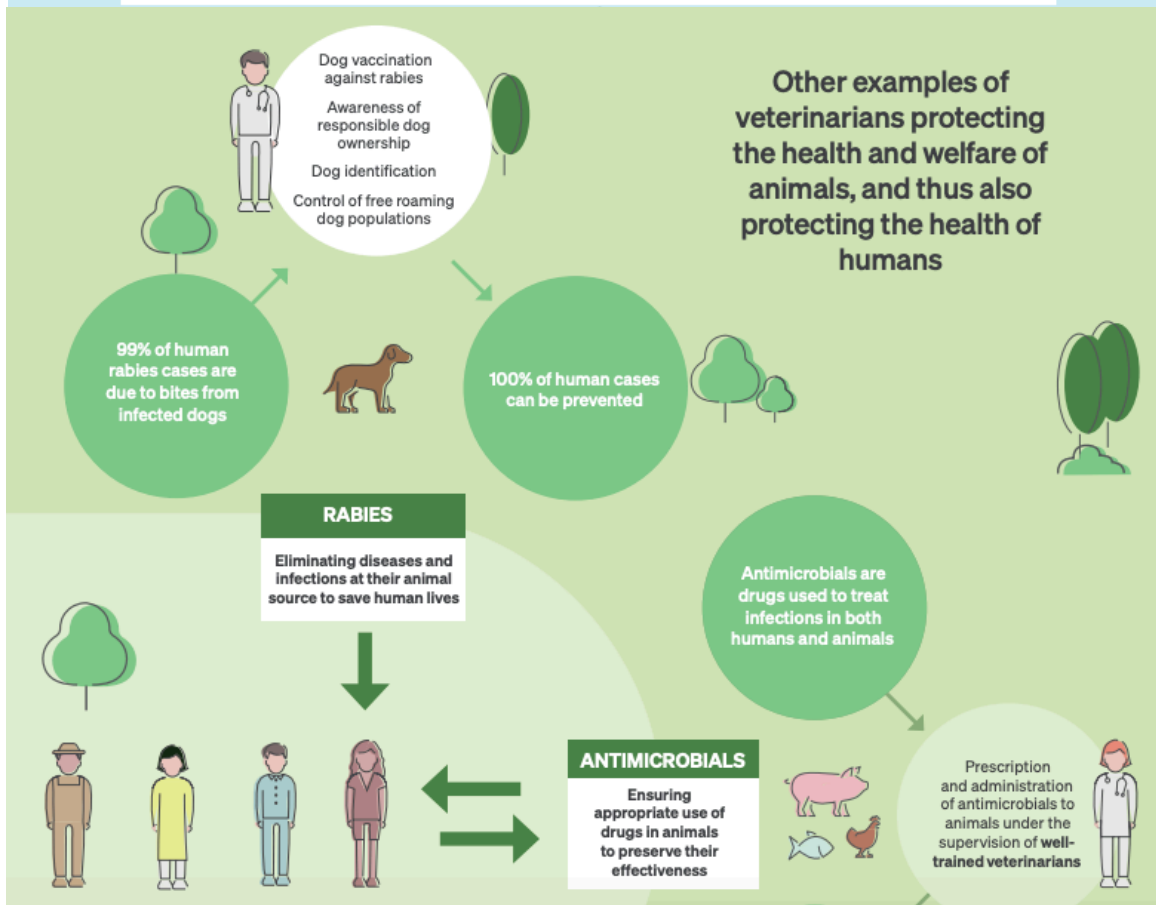 Other examples of
veterinarians protecting
the health and welfare of
animals, and thus also
protecting the health of
humans
Dog vaccination
against rabies
Awareness of
responsible dog
ownership
Dog identification
Control of free roaming
dog populations
99% of human
rabies cases are
due to bites from
infected dogs
100% of human cases
can be prevented
RABIES
Eliminating diseases and
infections at their animal
source to save human lives
Antimicrobials are
drugs used to treat
infections in both
humans and animals
ANTIMICROBIALS
Ensuring
appropriate use of
drugs in animals
to preserve their
effectiveness
Prescription
and administration
of antimicrobials to
animals under the
supervision of well-
trained veterinarians